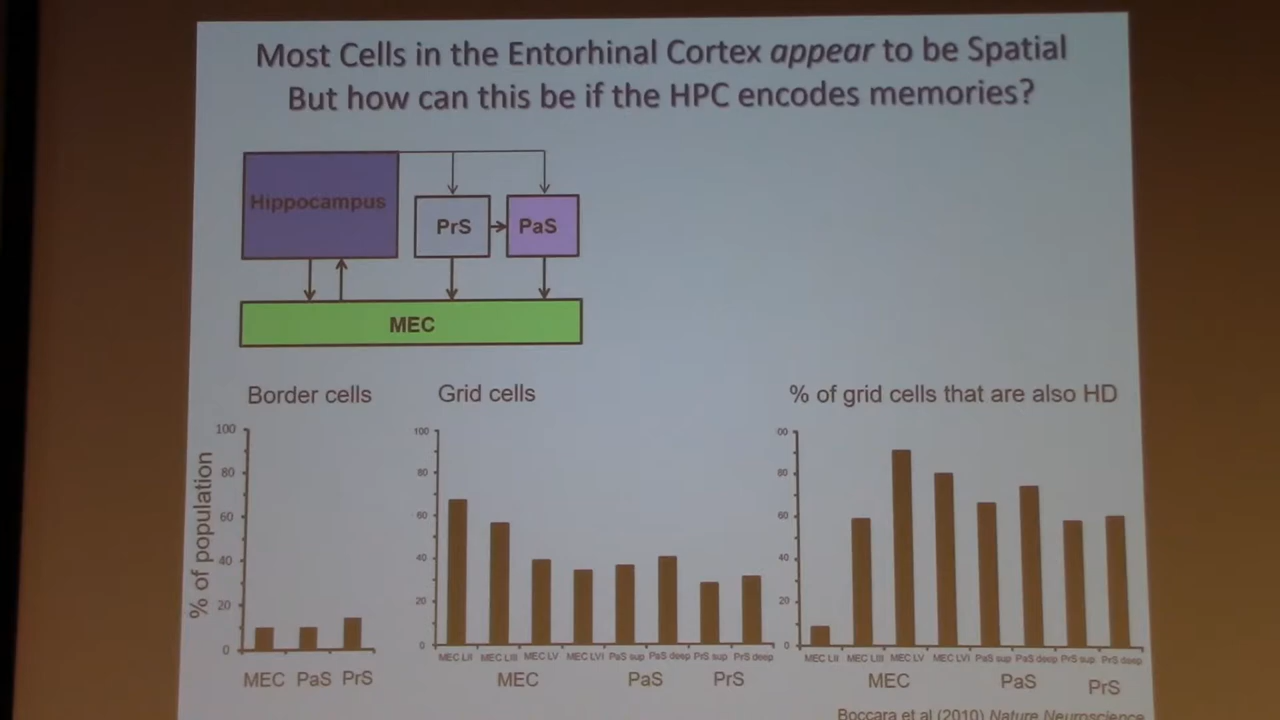 Most Cells in the Entorhinal Cortex appear to be Spatial
But how can this be if the HPC encodes memories?
Hippocampus
PrS
PaS
MEC
Border cells
% of population
100
80
60
40
20
0
MEC PaS PrS
Grid cells
100
80
60
40
20
0
MEC LII MEC LIII MEC LV MEC LVI PaS sup PaS deep PrS sup PrS deep
MEC PaS PrS
% of grid cells that are also HD
00
80
60
40
20
0
MEC LII MEC LIII MEC LV MEC LVI PaS sup PaS deep PrS sup PrS deep
MEC PaS PrS
Boccara et al (2010) Nature Neuroscience